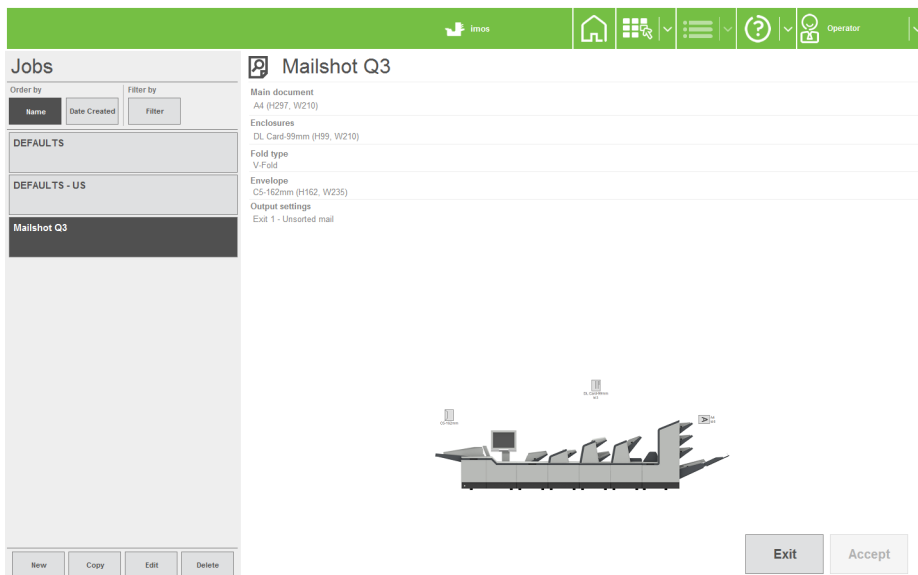 imos
Operator
Jobs
Order by
Filter by
Name
Date Created
Filter
DEFAULTS
DEFAULTS - US
Mailshot Q3
New
Copy
Edit
Delete
Mailshot Q3
Main document
A4 (H297, W210)
Enclosures
DL Card-99mm (H99, W210)
Fold type
V-Fold
Envelope
C5-162mm (H162, W235)
Output settings
Exit 1 - Unsorted mail
C5-162mm
A
Exit
Accept